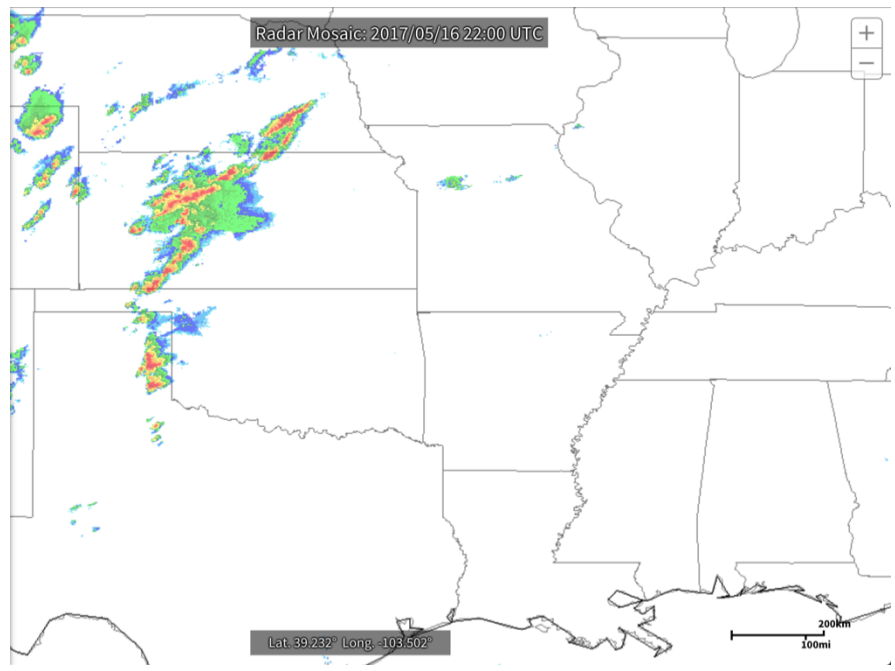 Radar Mosaic: 2017/05/16 22:00 UTC
+
−
Lat. 39.232° Long. -103.502°
200km
100mi